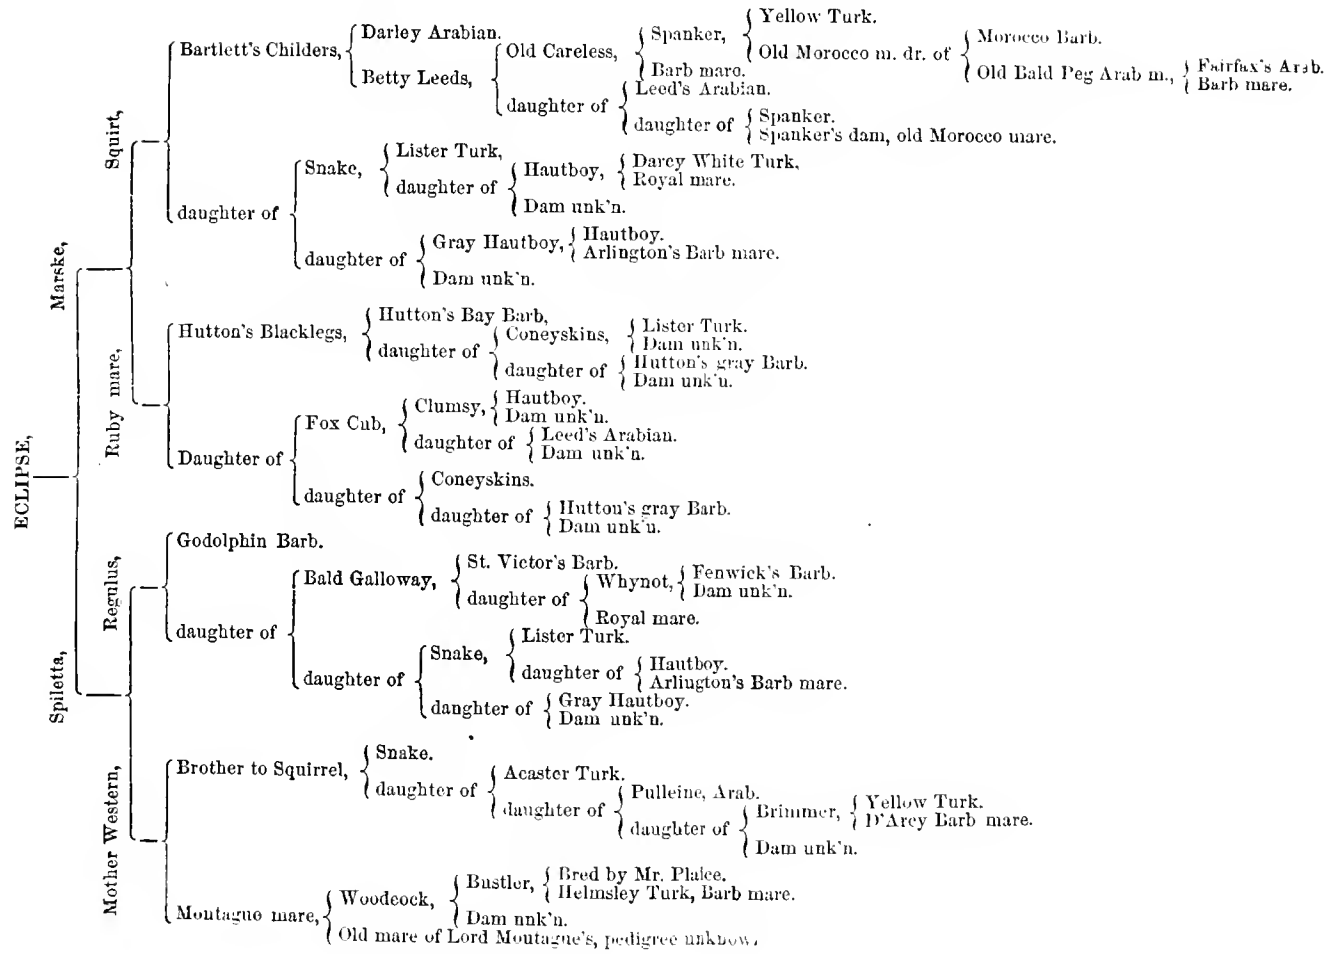 ECLIPSE,
Marske,
Squirt,
Bartlett's Childers,
Darley Arabian.
Betty Leeds,
Old Careless,
Spanker,
Yellow Turk.
Old Morocco m. dr. of
Morocco Barb.
Old Bald Peg Arab m.,
Fairfax's Arab.
Barb mare.
Barb mare.
daughter of
Leed's Arabian.
daughter of
Spanker.
Spanker's dam, old Morocco mare.
daughter of
Snake,
Lister Turk,
daughter of
Hautboy,
Darcy White Turk.
Royal mare.
Dam unk'n.
daughter of
Gray Hautboy,
Hautboy.
Arlington's Barb mare.
Dam unk'n.
Ruby mare,
Hutton's Blacklegs,
Hutton's Bay Barb,
daughter of
Coneyskins,
Lister Turk.
Dam unk'n.
daughter of
Hutton's gray Barb.
Dam unk'n.
Daughter of
Fox Cub,
Clumsy,
Hautboy.
Dam unk'n.
daughter of
Leed's Arabian.
Dam unk'n.
daughter of
Coneyskins.
daughter of
Hutton's gray Barb.
Dam unk'n.
Spiletta,
Regulus,
Godolphin Barb.
daughter of
Bald Galloway,
St. Victor's Barb.
daughter of
Whynot,
Fenwick's Barb.
Dam unk'n.
Royal mare.
daughter of
Snake,
Lister Turk.
daughter of
Hautboy.
Arlington's Barb mare.
daughter of
Gray Hautboy.
Dam unk'n.
Mother Western,
Brother to Squirrel,
Snake.
daughter of
Acaster Turk.
daughter of
Pulleine, Arab.
daughter of
Brimmer,
Yellow Turk.
D'Arcy Barb mare.
Dam unk'n.
Montague mare,
Woodcock,
Bustler,
Bred by Mr. Plaice.
Helmsley Turk, Barb mare.
Dam unk'n.
Old mare of Lord Montague's, pedigree unknow.